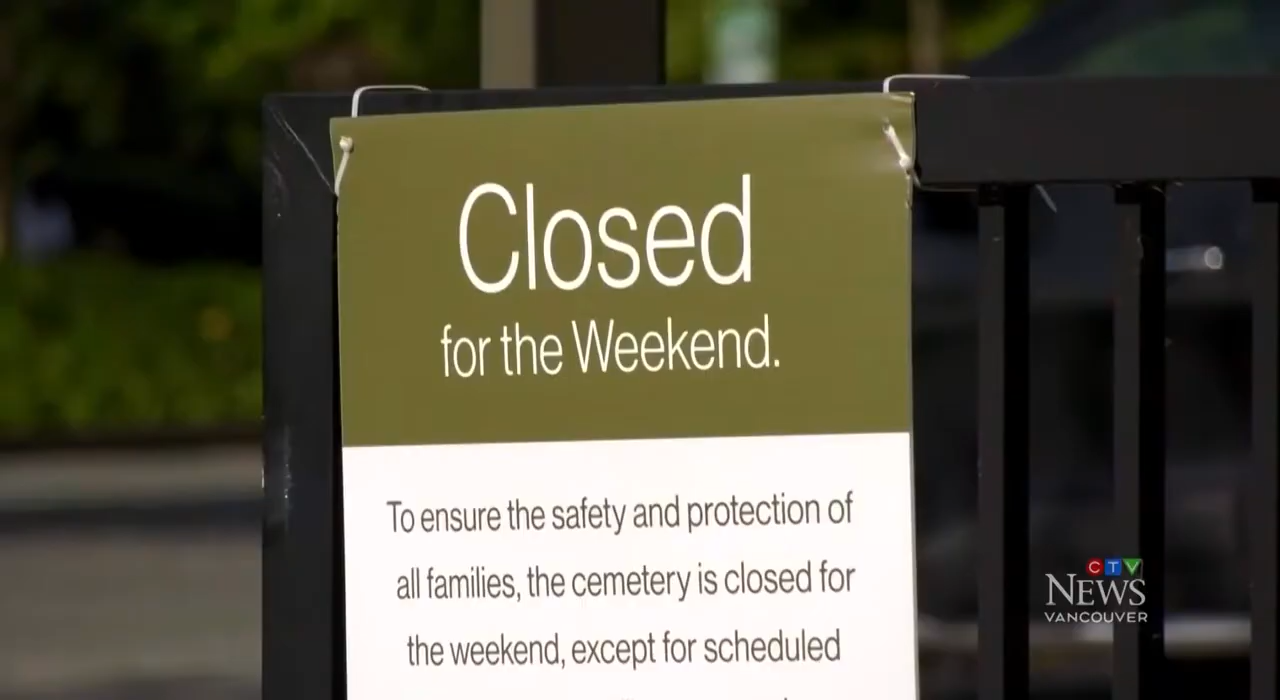 Closed
for the Weekend.
To ensure the safety and protection of
all families, the cemetery is closed for
the weekend, except for scheduled
CTV
NEWS
VANCOUVER